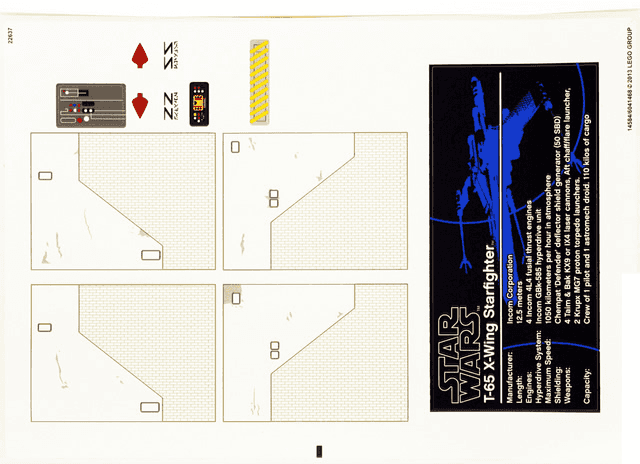 22637
14584/6041468 © 2013 LEGO GROUP
STAR
WARS
T-65 X-Wing Starfighter
Manufacturer: Incom Corporation
Length: 12.5 meters
Engines: 4 Incom 4L4 fusial thrust engines
Hyperdrive System: Incom GBk-585 hyperdrive unit
Maximum Speed: 1050 kilometers per hour in atmosphere
Shielding: Chempat 'Defender' deflector shield generator (50 SBD)
Weapons: 4 Taim & Bak KX9 or IX4 laser cannons, Aft chaff/flare launcher,
2 Krupx MG7 proton torpedo launchers.
Capacity: Crew of 1 pilot and 1 astromech droid. 110 kilos of cargo